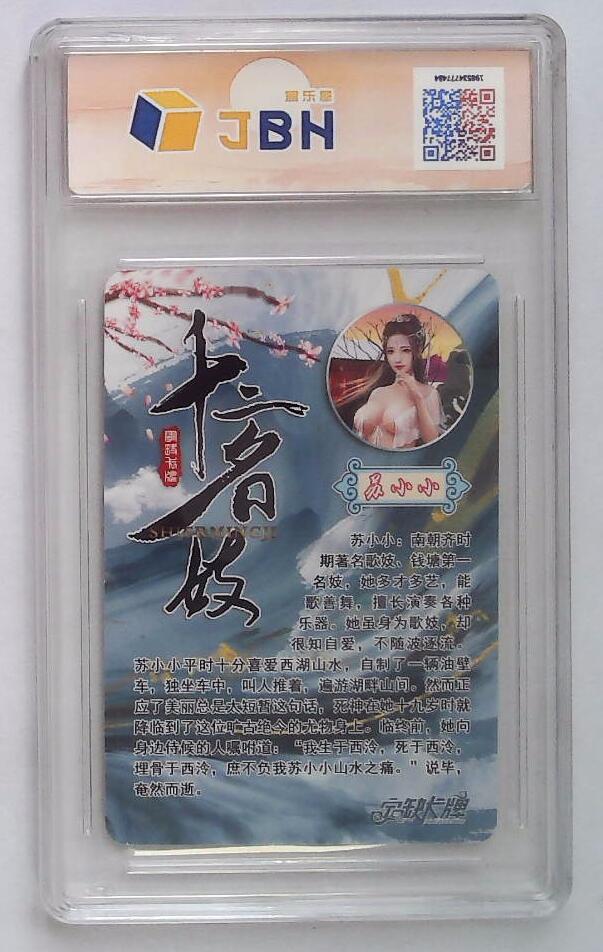 19853477484
JBH
十二名
妓
SHIERMINGJI
苏小小
苏小小：南朝齐时
期著名歌妓、钱塘第一
名妓，她多才多艺，能
歌善舞，擅长演奏各种
乐器。她虽身为歌妓，却
很知自爱，不随波逐流。
苏小小平时十分喜爱西湖山水，自制了一辆油壁
车，独坐车中，叫人推着，遍游湖畔山间。然而正
应了美丽总是太短暂这句话，死神在她十九岁时就
降临到了这位旷古绝今的尤物身上。临终前，她向
身边侍候的人嘱咐道：“我生于西泠，死于西泠，
埋骨于西泠，庶不负我苏小小山水之痛。”说毕，
奄然而逝。